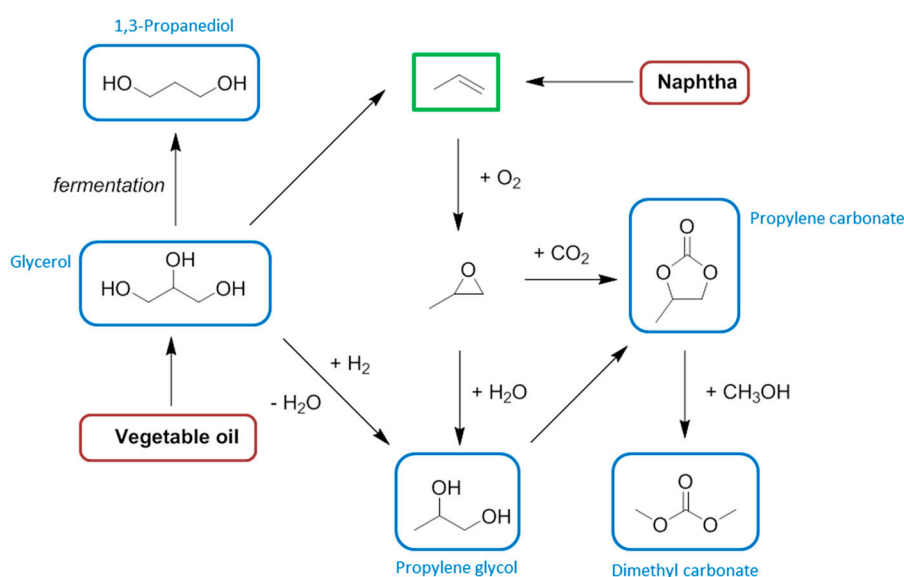 1,3-Propanediol
HO
OH
Naphtha
fermentation
+ O₂
Propylene carbonate
O
O
O
+ CO₂
Glycerol
OH
HO
OH
O
+ H₂
- H₂O
+ H₂O
+ CH₃OH
Vegetable oil
OH
OH
O
O
O
Propylene glycol
Dimethyl carbonate